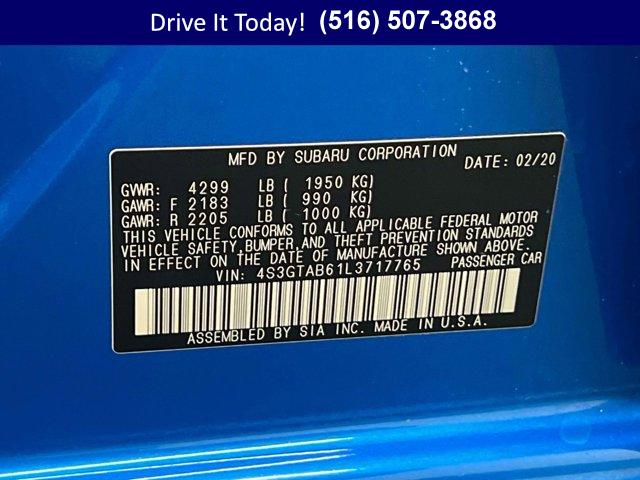 Drive It Today! (516) 507-3868
MFD BY SUBARU CORPORATION DATE: 02/20
GVWR: 4299 LB ( 1950 KG)
GAWR: F 2183 LB ( 990 KG)
GAWR: R 2205 LB ( 1000 KG)
THIS VEHICLE CONFORMS TO ALL APPLICABLE FEDERAL MOTOR
VEHICLE SAFETY, BUMPER, AND THEFT PREVENTION STANDARDS
IN EFFECT ON THE DATE OF MANUFACTURE SHOWN ABOVE.
VIN: 4S3GTAB61L3717765 PASSENGER CAR
ASSEMBLED BY SIA INC. MADE IN U.S.A.